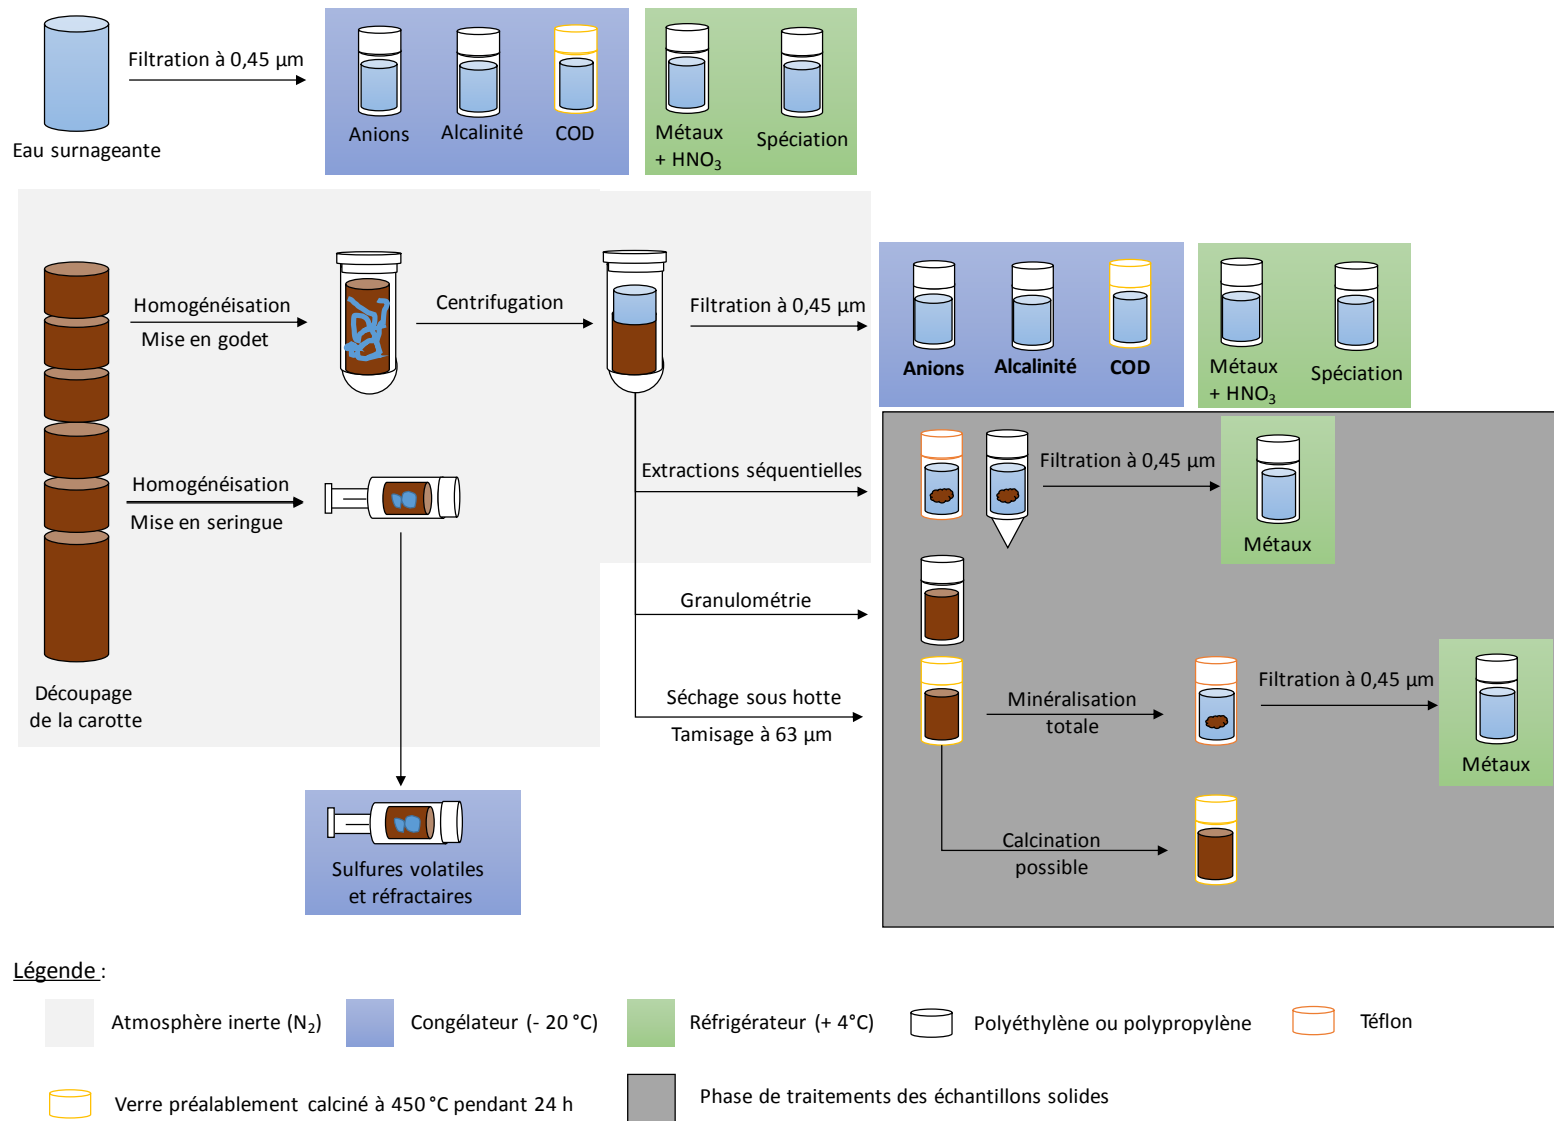 Filtration à 0,45 µm
Eau surnageante
Anions
Alcalinité
COD
Métaux
+ HNO3
Spéciation
Homogénéisation
Mise en godet
Centrifugation
Filtration à 0,45 µm
Anions
Alcalinité
COD
Métaux
+ HNO3
Spéciation
Homogénéisation
Mise en seringue
Extractions séquentielles
Filtration à 0,45 µm
Métaux
Granulométrie
Découpage
de la carotte
Séchage sous hotte
Tamisage à 63 µm
Minéralisation
totale
Filtration à 0,45 µm
Métaux
Calcination
possible
Sulfures volatiles
et réfractaires
Légende :
Atmosphère inerte (N2)
Congélateur (- 20 °C)
Réfrigérateur (+ 4°C)
Polyéthylène ou polypropylène
Téflon
Verre préalablement calciné à 450 °C pendant 24 h
Phase de traitements des échantillons solides